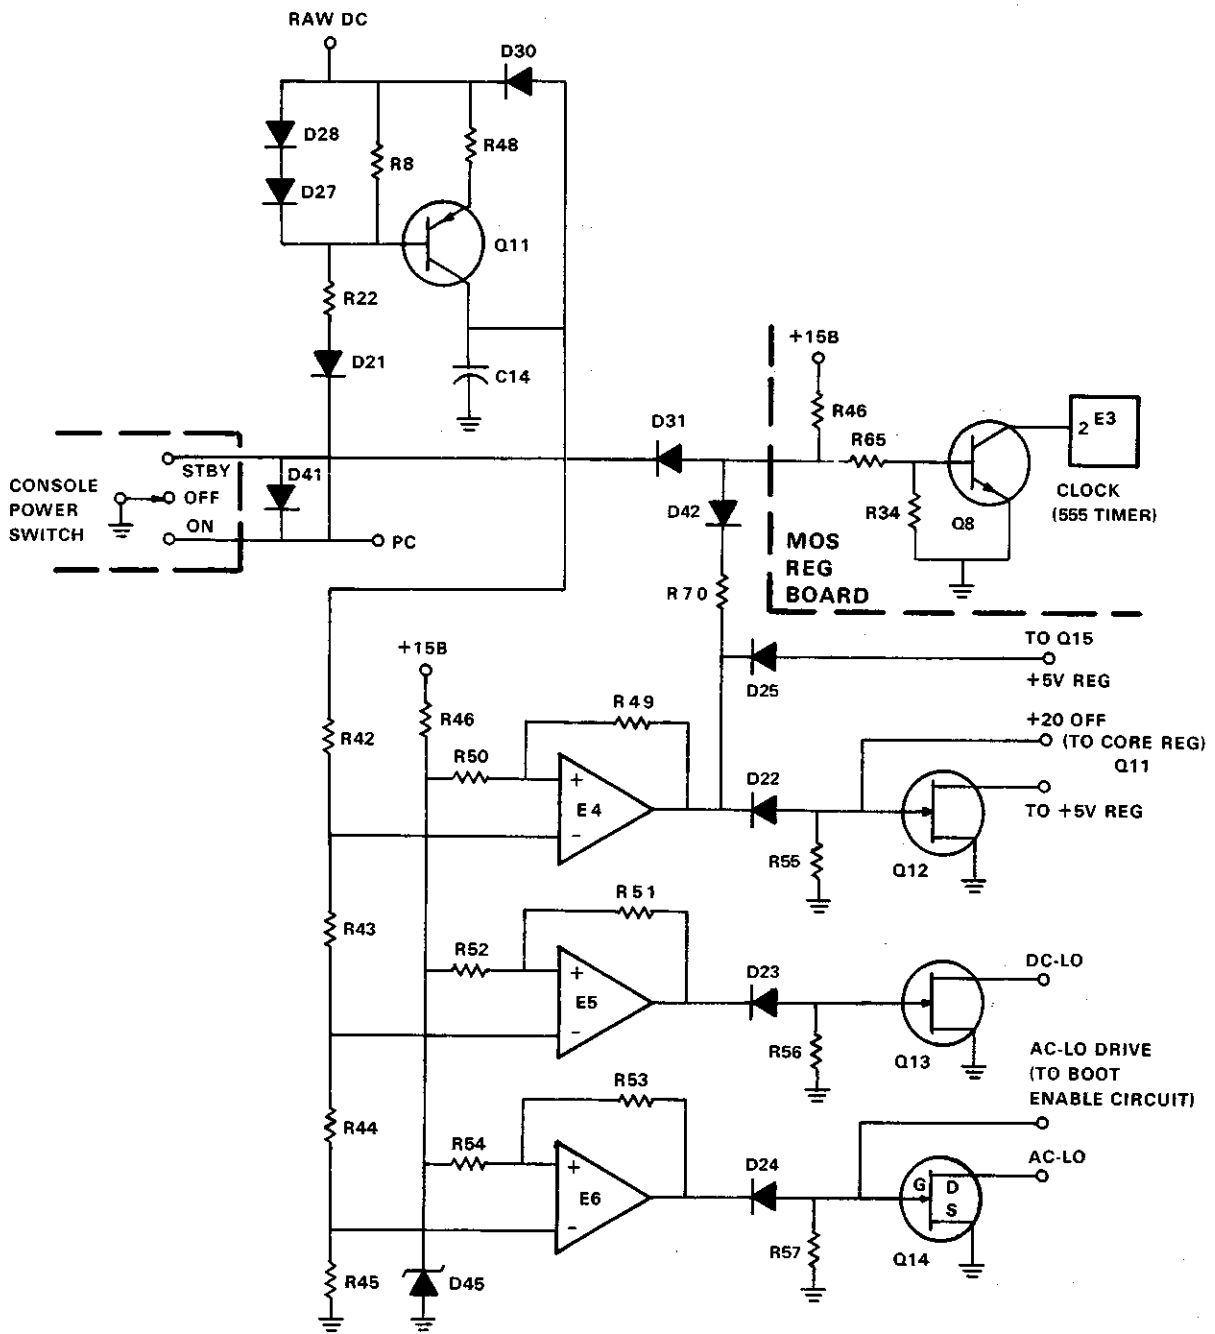 RAW DC
D30
D28
R8
R48
D27
Q11
R22
D21
C14
+15B
R46
E3
2
D31
R65
STBY
D41
CONSOLE
POWER
SWITCH
OFF
ON
PC
D42
R34
Q8
CLOCK
(555 TIMER)
MOS
REG
BOARD
R70
TO Q15
+5V REG
D25
+15B
R46
R49
R42
R50
+
E4
−
D22
+20 OFF
(TO CORE REG)
Q11
TO +5V REG
R55
Q12
R43
R51
R52
+
E5
−
D23
DC-LO
R56
Q13
AC-LO DRIVE
(TO BOOT
ENABLE CIRCUIT)
R44
R53
R54
+
E6
−
D24
AC-LO
G
D
S
R57
Q14
R45
D45